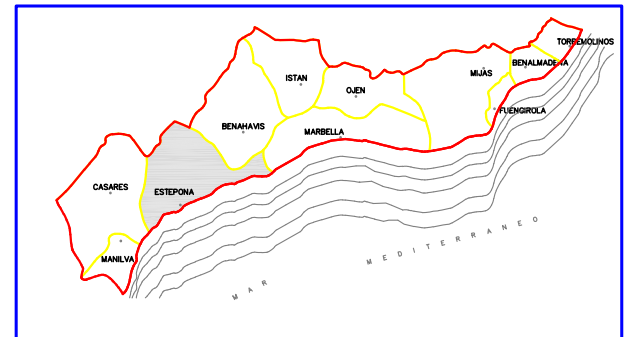 TORREMOLINOS
BENALMADENA
MIJAS
ISTAN
OJEN
FUENGIROLA
BENAHAVIS
MARBELLA
CASARES
ESTEPONA
MANILVA
MAR MEDITERRANEO